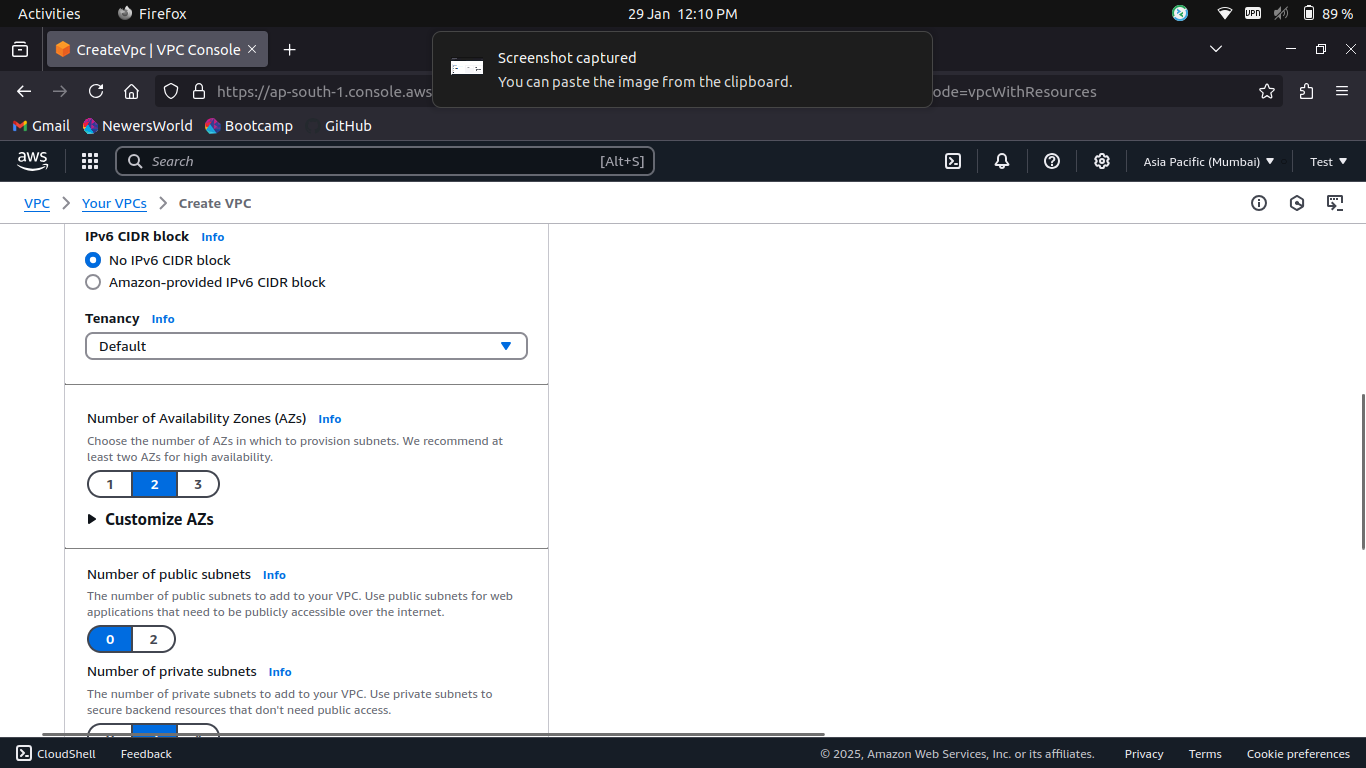 Activities Firefox 29 Jan 12:10 PM VPN 89 %
CreateVpc | VPC Console
Screenshot captured
You can paste the image from the clipboard.
https://ap-south-1.console.aws ode=vpcWithResources
Gmail NewersWorld Bootcamp GitHub
aws Search [Alt+S] Asia Pacific (Mumbai) Test
VPC Your VPCs Create VPC
IPv6 CIDR block Info
No IPv6 CIDR block
Amazon-provided IPv6 CIDR block
Tenancy Info
Default
Number of Availability Zones (AZs) Info
Choose the number of AZs in which to provision subnets. We recommend at
least two AZs for high availability.
1 2 3
Customize AZs
Number of public subnets Info
The number of public subnets to add to your VPC. Use public subnets for web
applications that need to be publicly accessible over the internet.
0 2
Number of private subnets Info
The number of private subnets to add to your VPC. Use private subnets to
secure backend resources that don't need public access.
CloudShell Feedback © 2025, Amazon Web Services, Inc. or its affiliates. Privacy Terms Cookie preferences